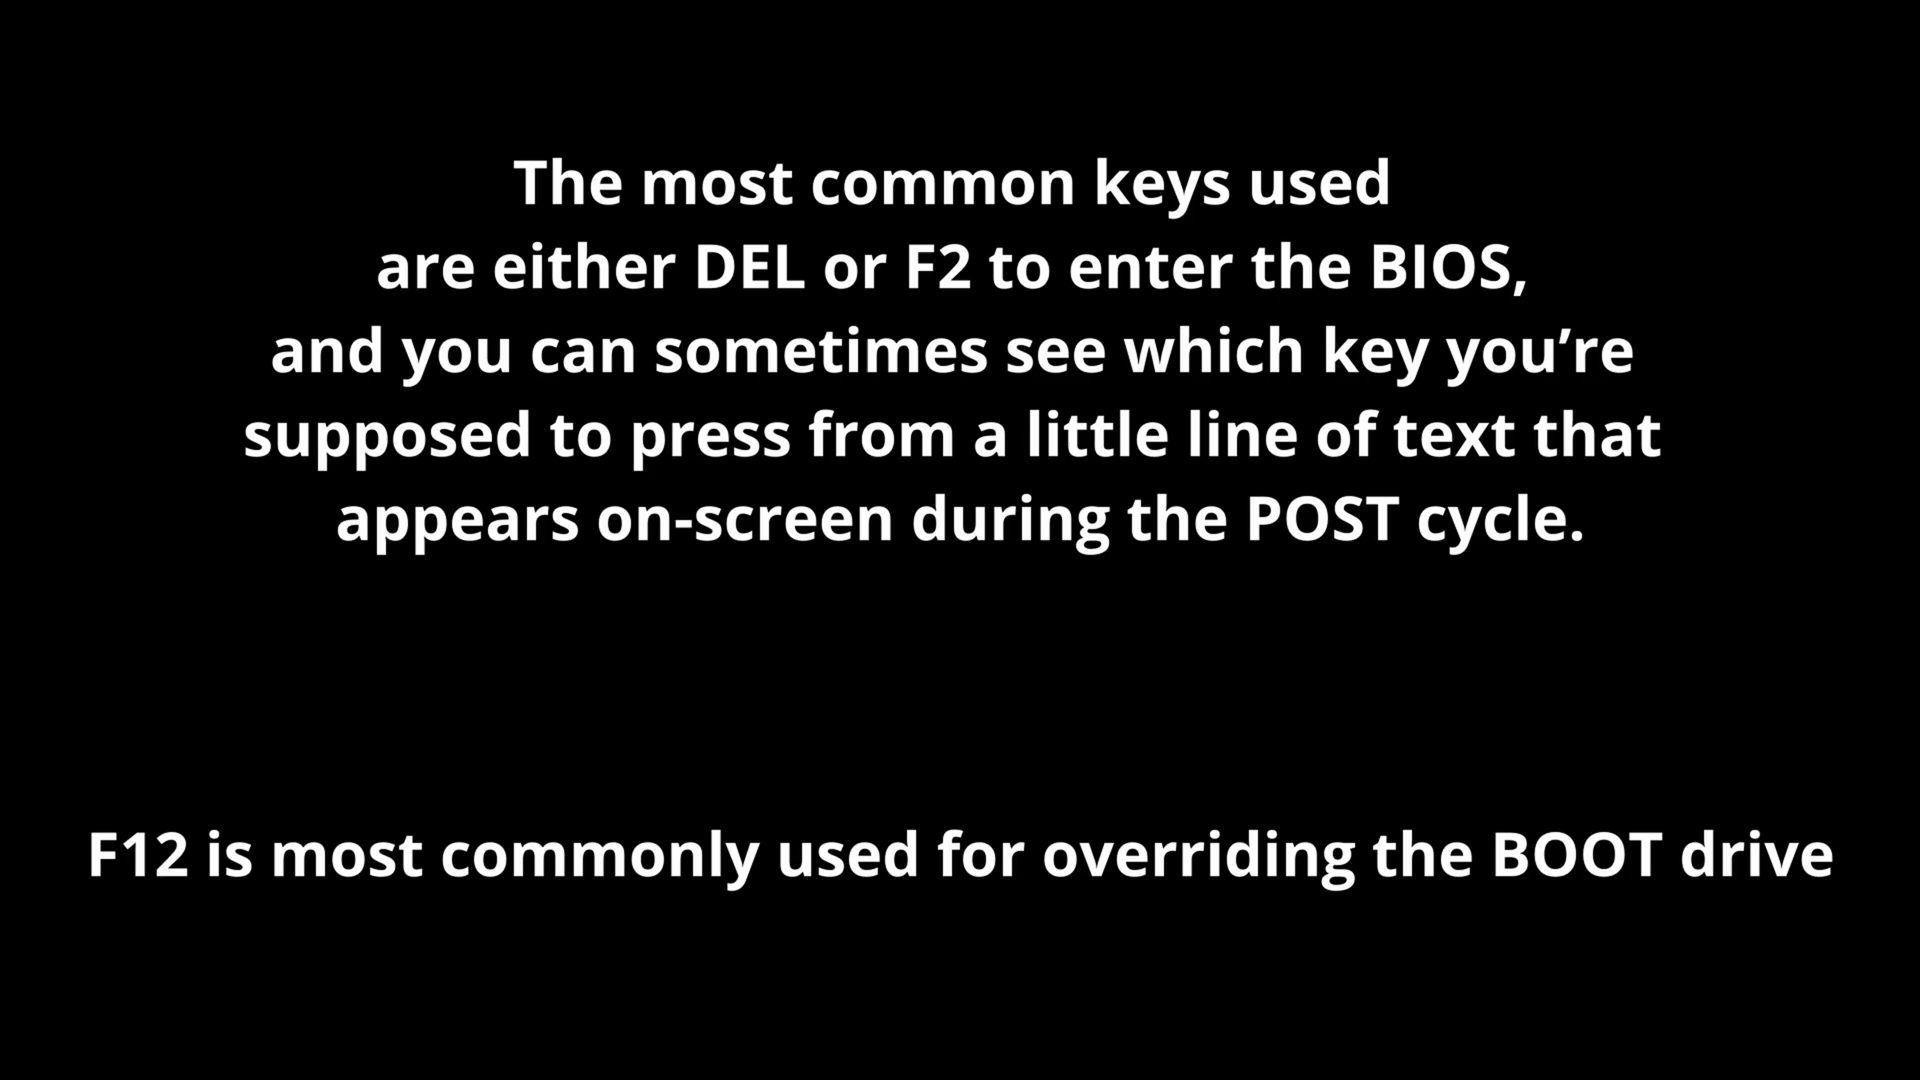 The most common keys used
are either DEL or F2 to enter the BIOS,
and you can sometimes see which key you’re
supposed to press from a little line of text that
appears on-screen during the POST cycle.
F12 is most commonly used for overriding the BOOT drive